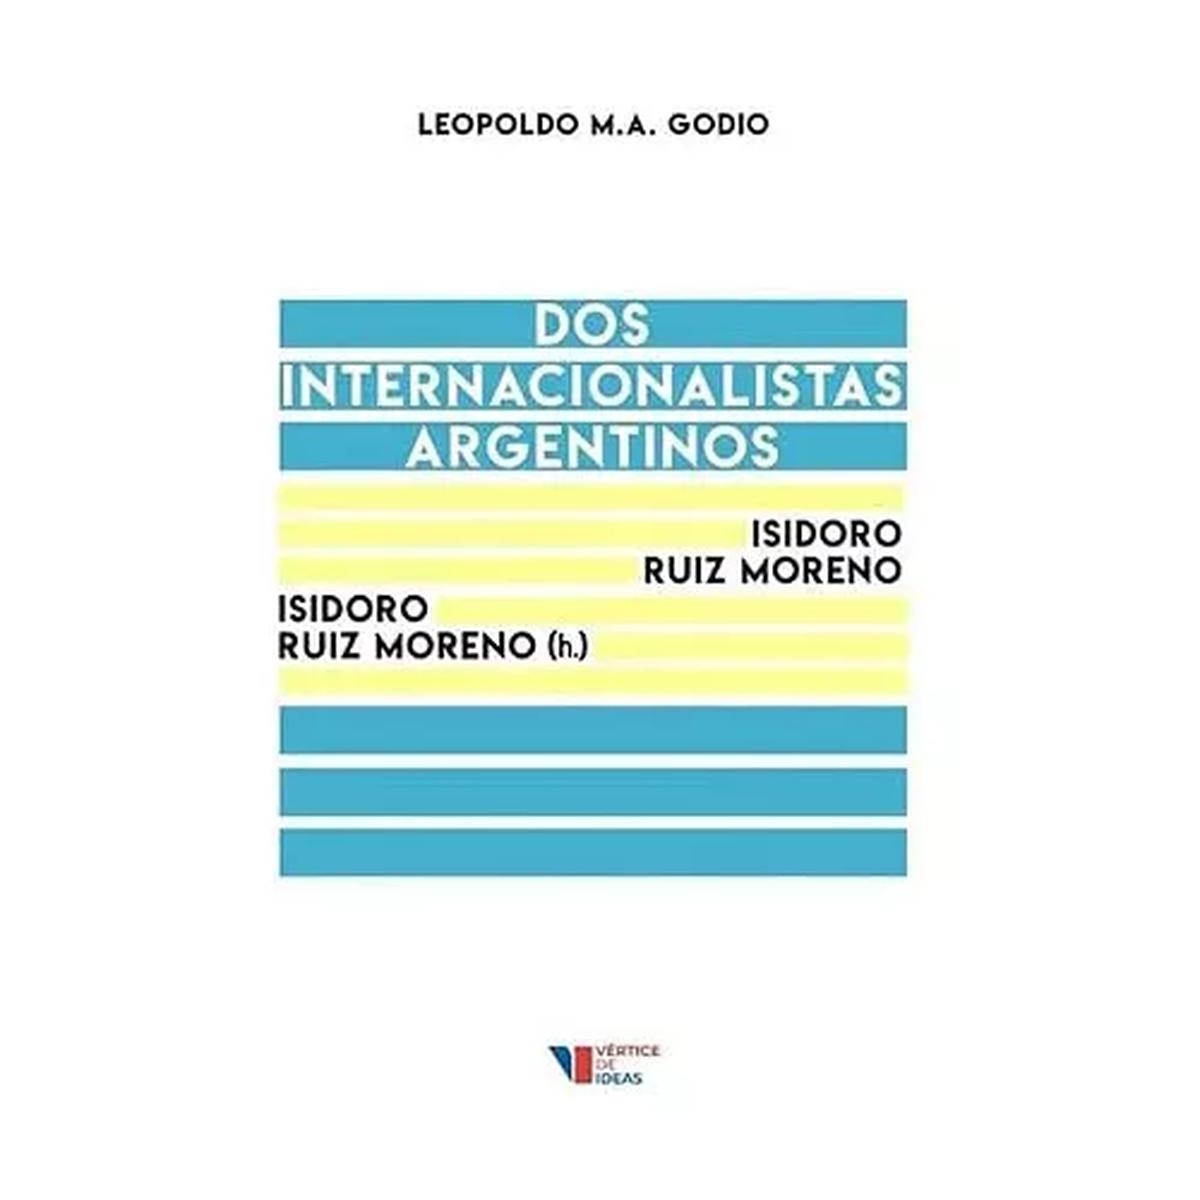 LEOPOLDO M.A. GODIO
DOS
INTERNACIONALISTAS
ARGENTINOS
ISIDORO
RUIZ MORENO
ISIDORO
RUIZ MORENO (h.)
VÉRTICE
DE
IDEAS